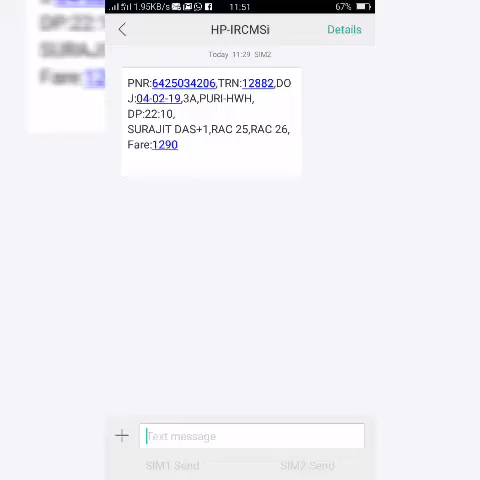 1.95KB/s 11:51 67%
HP-IRCMSi
Details
Today 11:29 SIM2
PNR:6425034206,TRN:12882,DO
J:04-02-19,3A,PURI-HWH,
DP:22:10,
SURAJIT DAS+1,RAC 25,RAC 26,
Fare:1290
Text message
SIM1 Send SIM2 Send